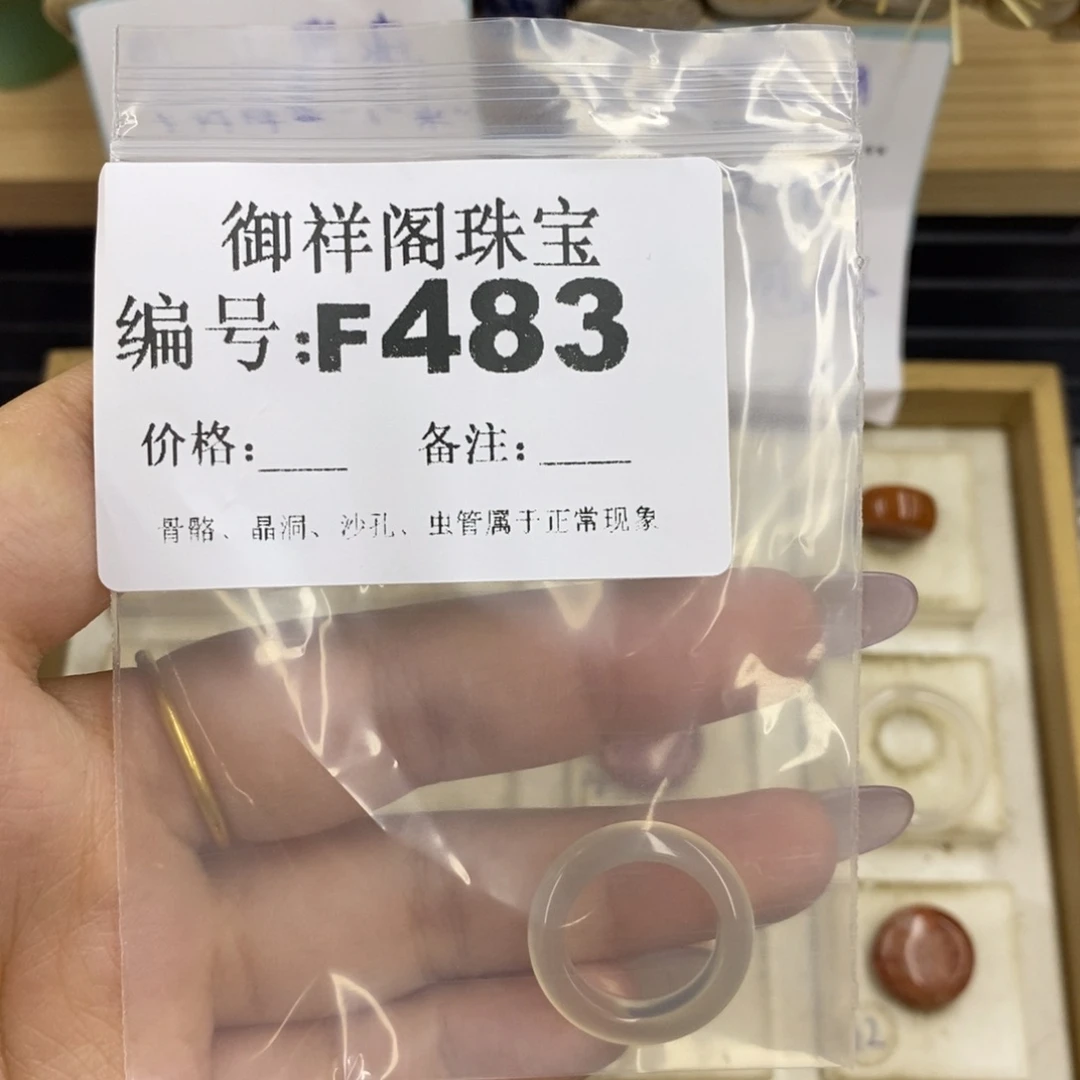 御祥阁珠宝
编号:F483
价格:____ 备注:____
骨骼、晶洞、沙孔、虫管属于正常现象